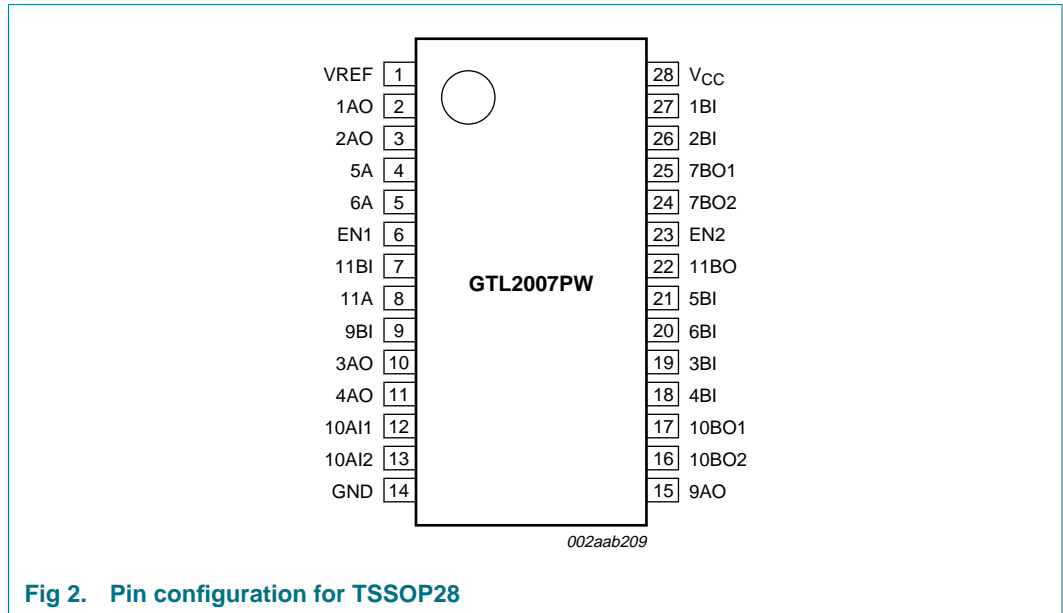 VREF 1 28 VCC
1AO 2 27 1BI
2AO 3 26 2BI
5A 4 25 7BO1
6A 5 24 7BO2
EN1 6 23 EN2
11BI 7 22 11BO
GTL2007PW
11A 8 21 5BI
9BI 9 20 6BI
3AO 10 19 3BI
4AO 11 18 4BI
10AI1 12 17 10BO1
10AI2 13 16 10BO2
GND 14 15 9AO
002aab209
Fig 2. Pin configuration for TSSOP28